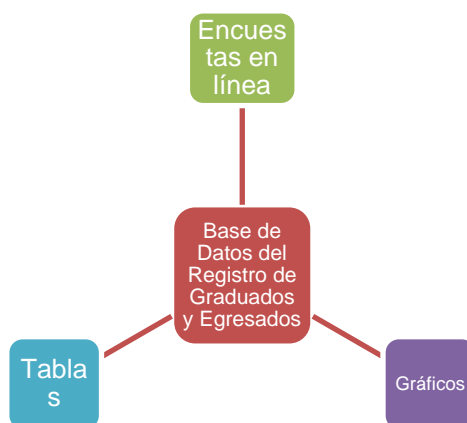 Encues
tas en
línea
Base de
Datos del
Registro de
Graduados
y Egresados
Tabla
s
Gráficos